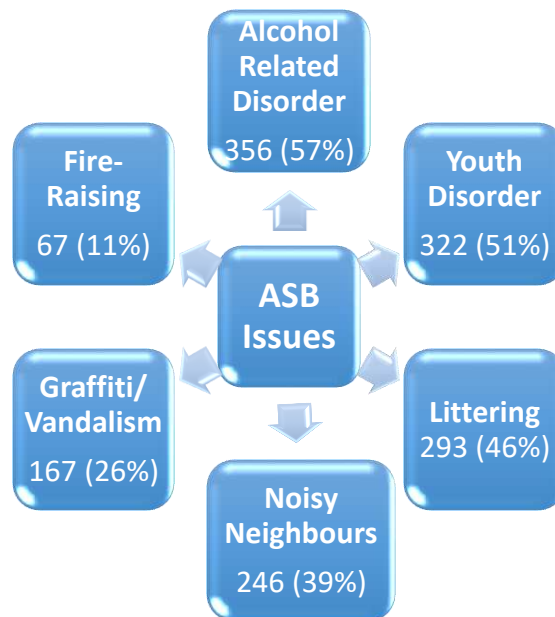 Alcohol
Related
Disorder
356 (57%)
Fire-
Raising
67 (11%)
Youth
Disorder
322 (51%)
ASB
Issues
Graffiti/
Vandalism
167 (26%)
Littering
293 (46%)
Noisy
Neighbours
246 (39%)